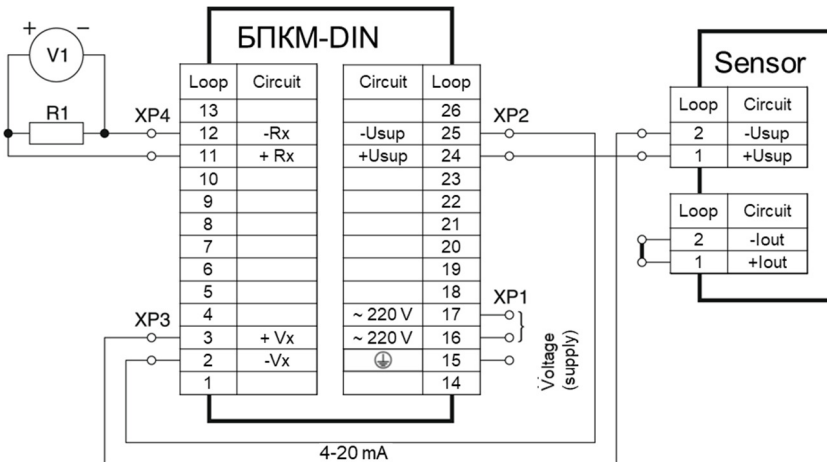 БПКМ-DIN
Sensor
+ −
V1
R1
XP4
XP3
Loop Circuit
13
12 -Rx
11 + Rx
10
9
8
7
6
5
4
3 + Vx
2 -Vx
1
Circuit Loop
26
-Usup 25
+Usup 24
23
22
21
20
19
18
~ 220 V 17
~ 220 V 16
15
14
XP2
XP1
Voltage
(supply)
Loop Circuit
2 -Usup
1 +Usup
Loop Circuit
2 -Iout
1 +Iout
4-20 mA